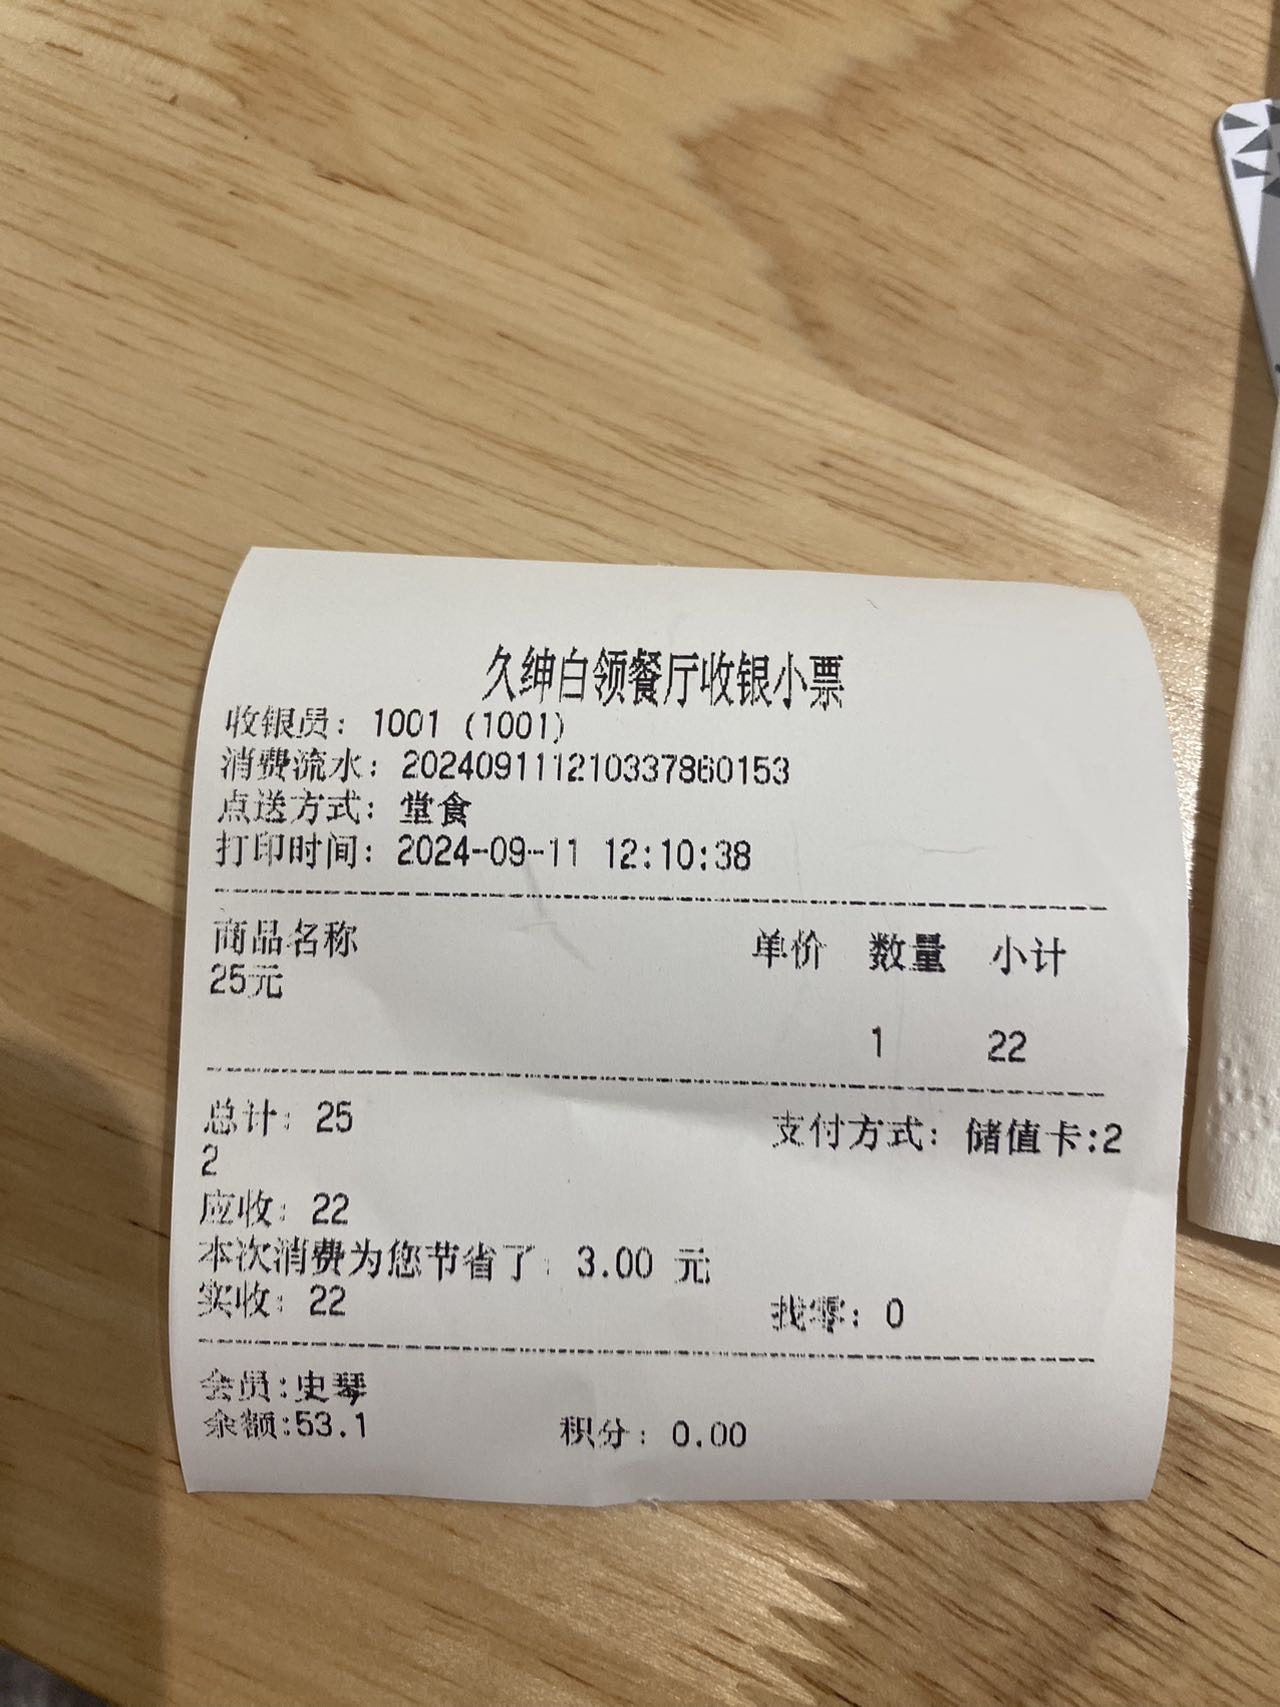 久绅白领餐厅收银小票
收银员：1001 (1001)
消费流水：20240911121033786​0153
点送方式：堂食
打印时间：2024-09-11 12:10:38
商品名称 单价 数量 小计
25元
1 22
总计：25 支付方式：储值卡:2
2
应收：22
本次消费为您节省了：3.00 元
实收：22 找零：0
会员:史琴
余额:53.1 积分：0.00